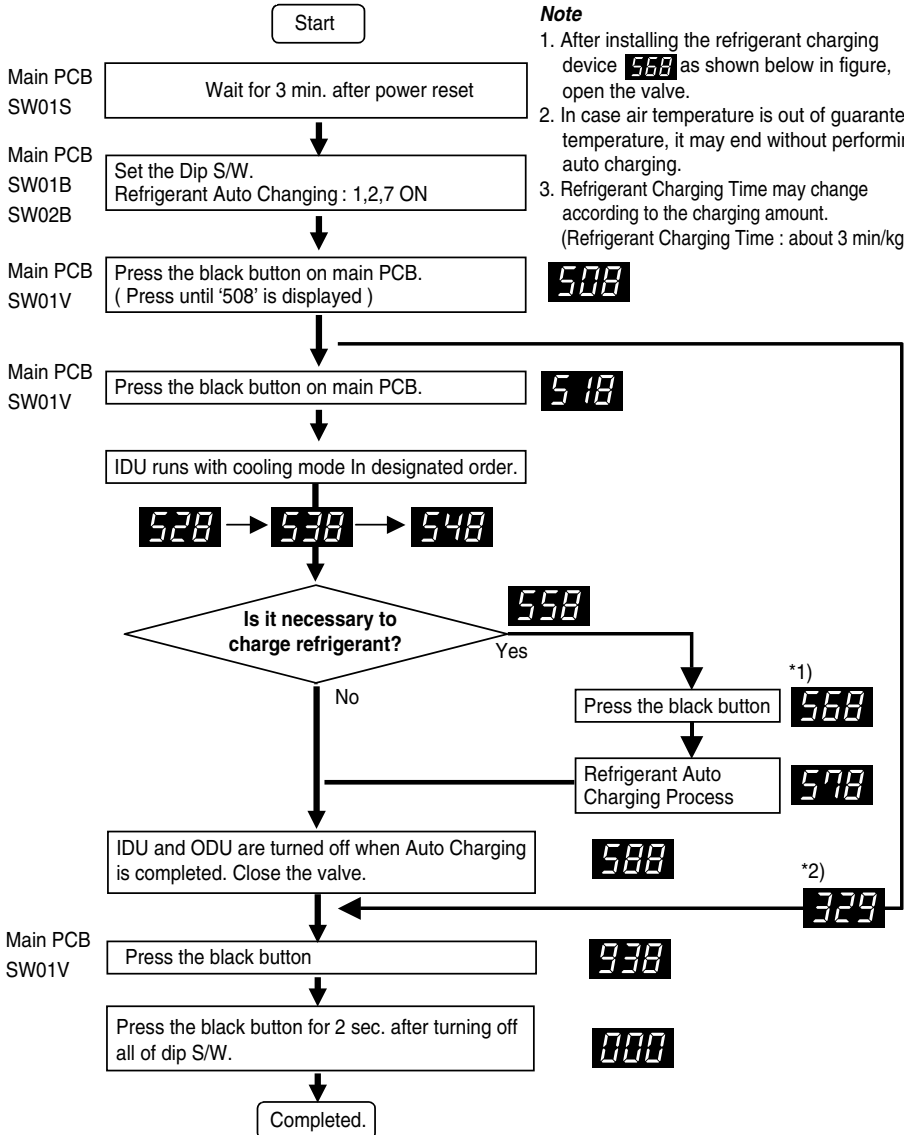 Start
Note
1. After installing the refrigerant charging
device 568 as shown below in figure,
open the valve.
2. In case air temperature is out of guarante
temperature, it may end without performin
auto charging.
3. Refrigerant Charging Time may change
according to the charging amount.
(Refrigerant Charging Time : about 3 min/kg
Main PCB
SW01S
Wait for 3 min. after power reset
Main PCB
SW01B
SW02B
Set the Dip S/W.
Refrigerant Auto Changing : 1,2,7 ON
Main PCB
SW01V
Press the black button on main PCB.
( Press until ‘508’ is displayed )
508
Main PCB
SW01V
Press the black button on main PCB.
518
IDU runs with cooling mode In designated order.
528
538
548
Is it necessary to
charge refrigerant?
558
Yes
No
*1)
Press the black button
568
Refrigerant Auto
Charging Process
578
IDU and ODU are turned off when Auto Charging
is completed. Close the valve.
588
*2)
329
Main PCB
SW01V
Press the black button
938
Press the black button for 2 sec. after turning off
all of dip S/W.
000
Completed.